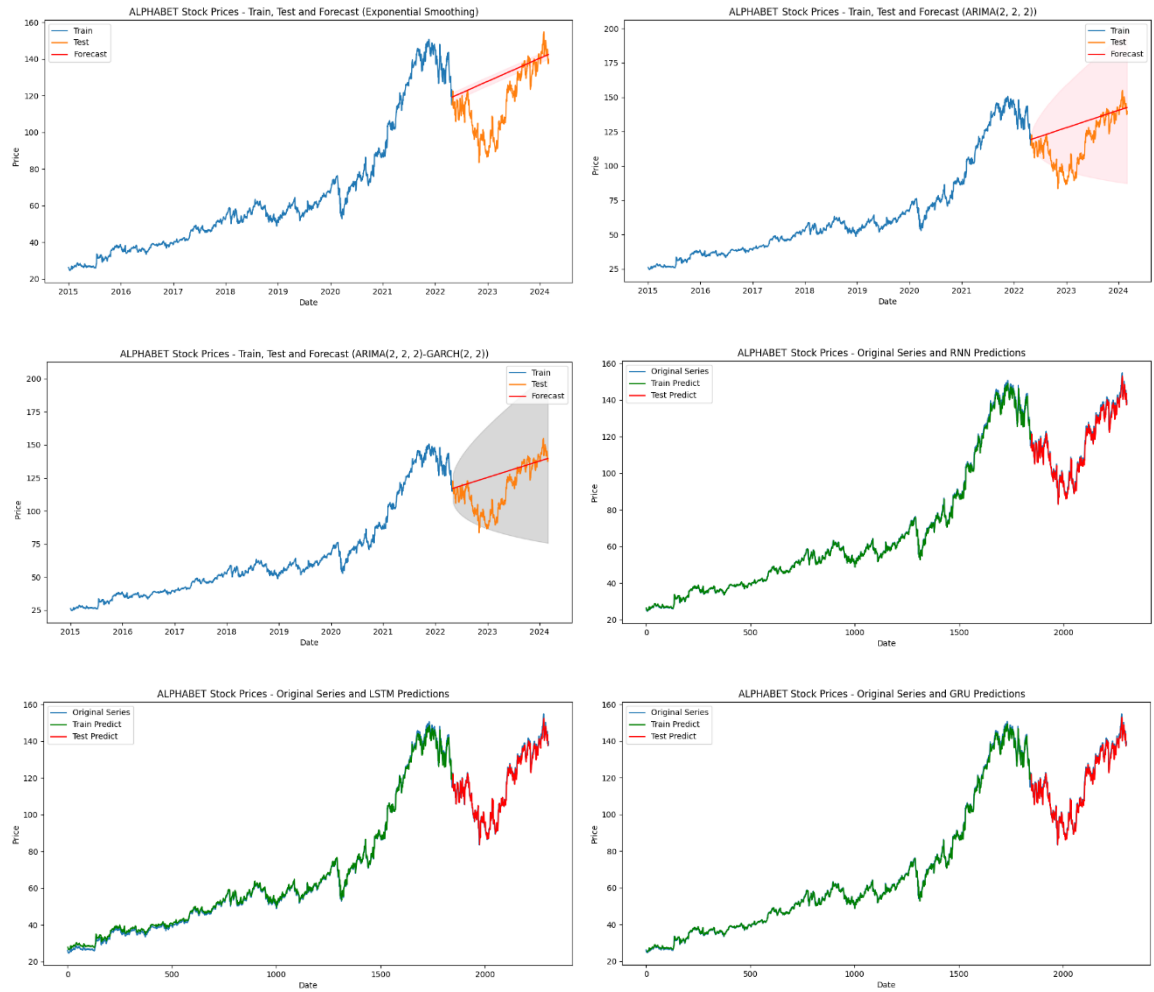 ALPHABET Stock Prices - Train, Test and Forecast (Exponential Smoothing)
160
140
120
100
80
60
40
20
Price
Train
Test
Forecast
2015 2016 2017 2018 2019 2020 2021 2022 2023 2024
Date
ALPHABET Stock Prices - Train, Test and Forecast (ARIMA(2, 2, 2))
200
175
150
125
100
75
50
25
Price
Train
Test
Forecast
2015 2016 2017 2018 2019 2020 2021 2022 2023 2024
Date
ALPHABET Stock Prices - Train, Test and Forecast (ARIMA(2, 2, 2)-GARCH(2, 2))
200
175
150
125
100
75
50
25
Price
Train
Test
Forecast
2015 2016 2017 2018 2019 2020 2021 2022 2023 2024
Date
ALPHABET Stock Prices - Original Series and RNN Predictions
160
140
120
100
80
60
40
20
Price
Original Series
Train Predict
Test Predict
0 500 1000 1500 2000
Date
ALPHABET Stock Prices - Original Series and LSTM Predictions
160
140
120
100
80
60
40
20
Price
Original Series
Train Predict
Test Predict
0 500 1000 1500 2000
Date
ALPHABET Stock Prices - Original Series and GRU Predictions
160
140
120
100
80
60
40
20
Price
Original Series
Train Predict
Test Predict
0 500 1000 1500 2000
Date